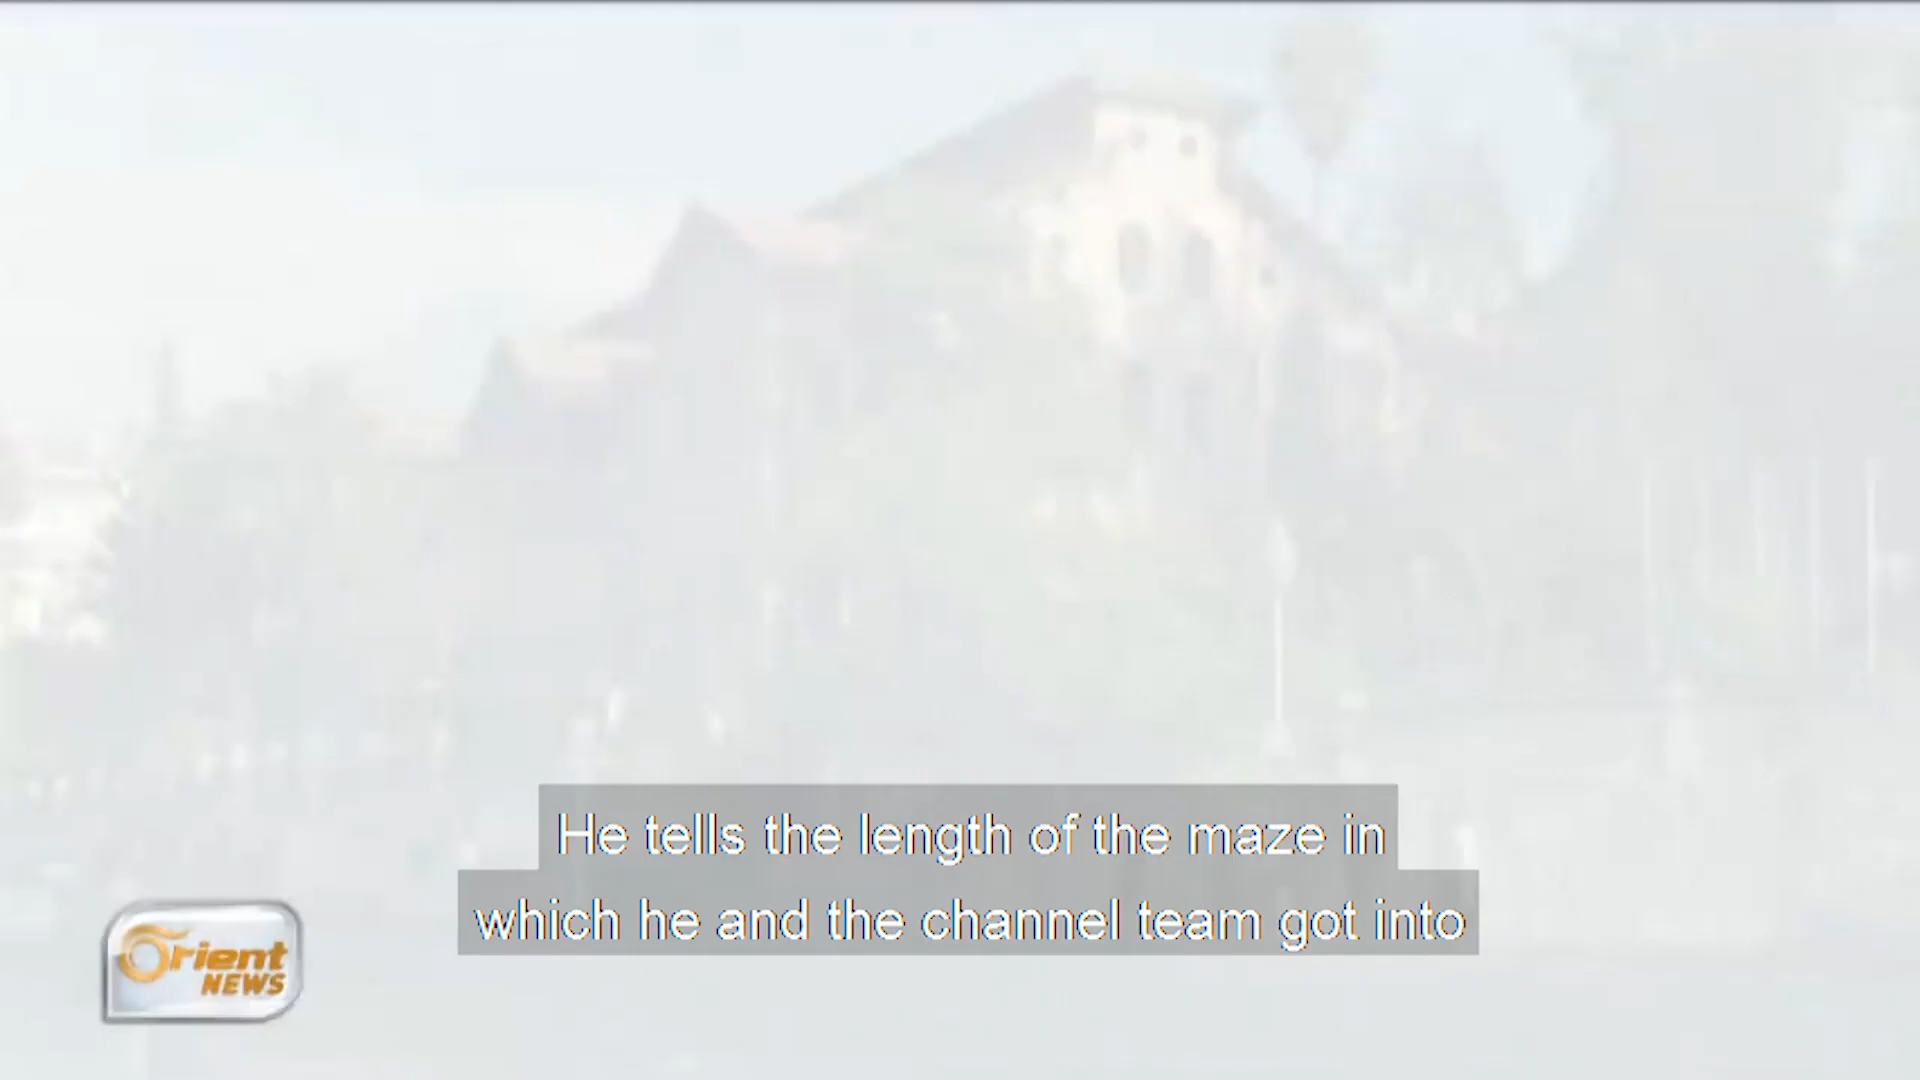 He tells the length of the maze in
which he and the channel team got into
Orient
NEWS